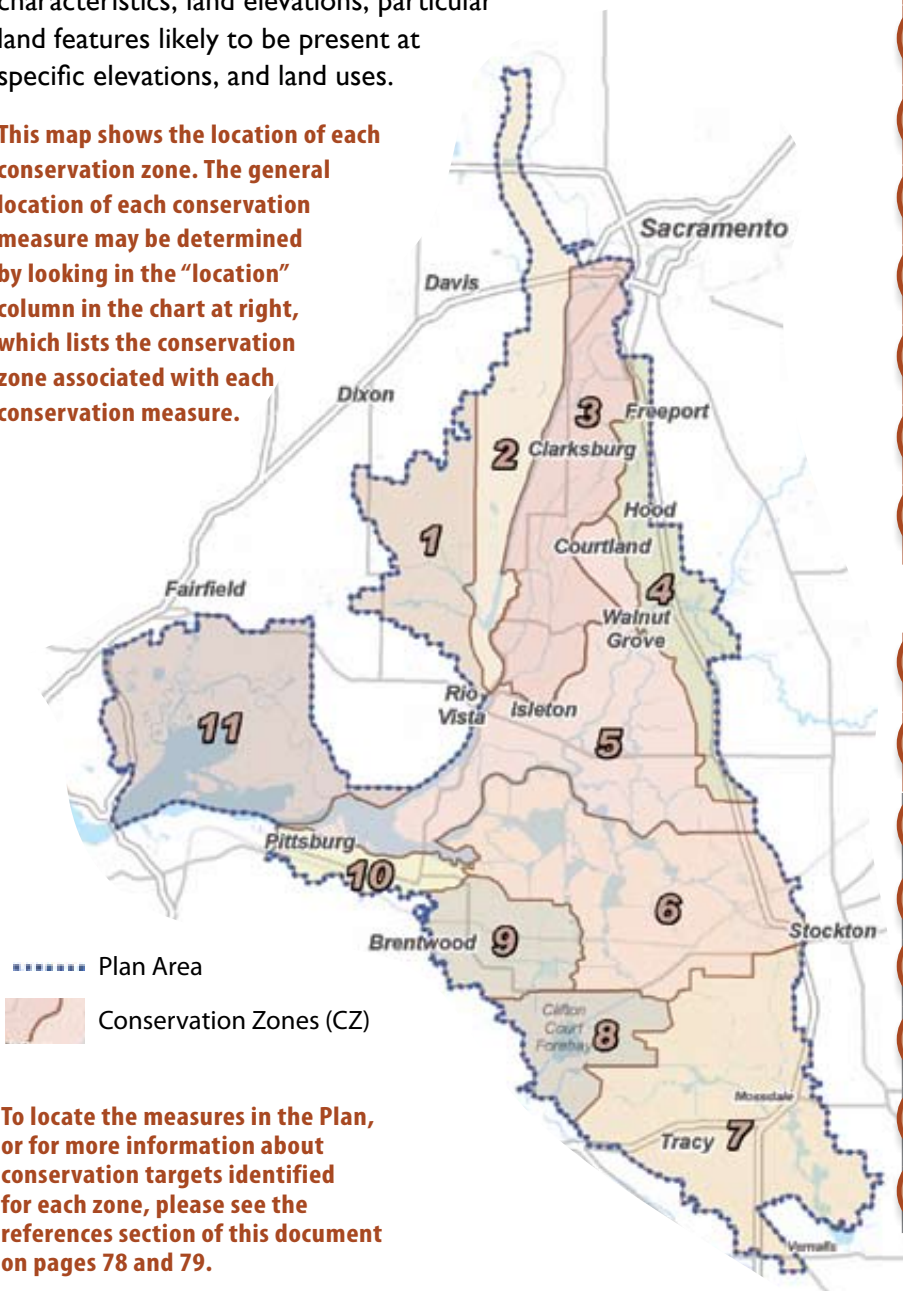 characteristics, land elevations, particular
land features likely to be present at
specific elevations, and land uses.
This map shows the location of each
conservation zone. The general
location of each conservation
measure may be determined
by looking in the “location”
column in the chart at right,
which lists the conservation
zone associated with each
conservation measure.
Sacramento
Davis
Dixon
3
Freeport
2
Clarksburg
Hood
1
Courtland
Fairfield
4
Walnut
Grove
Rio
Vista
Isleton
11
5
Pittsburg
10
6
Brentwood
9
Stockton
Plan Area
Clifton
Court
Forebay
8
Conservation Zones (CZ)
Mossdale
Tracy
7
Vernalis
To locate the measures in the Plan,
or for more information about
conservation targets identified
for each zone, please see the
references section of this document
on pages 78 and 79.